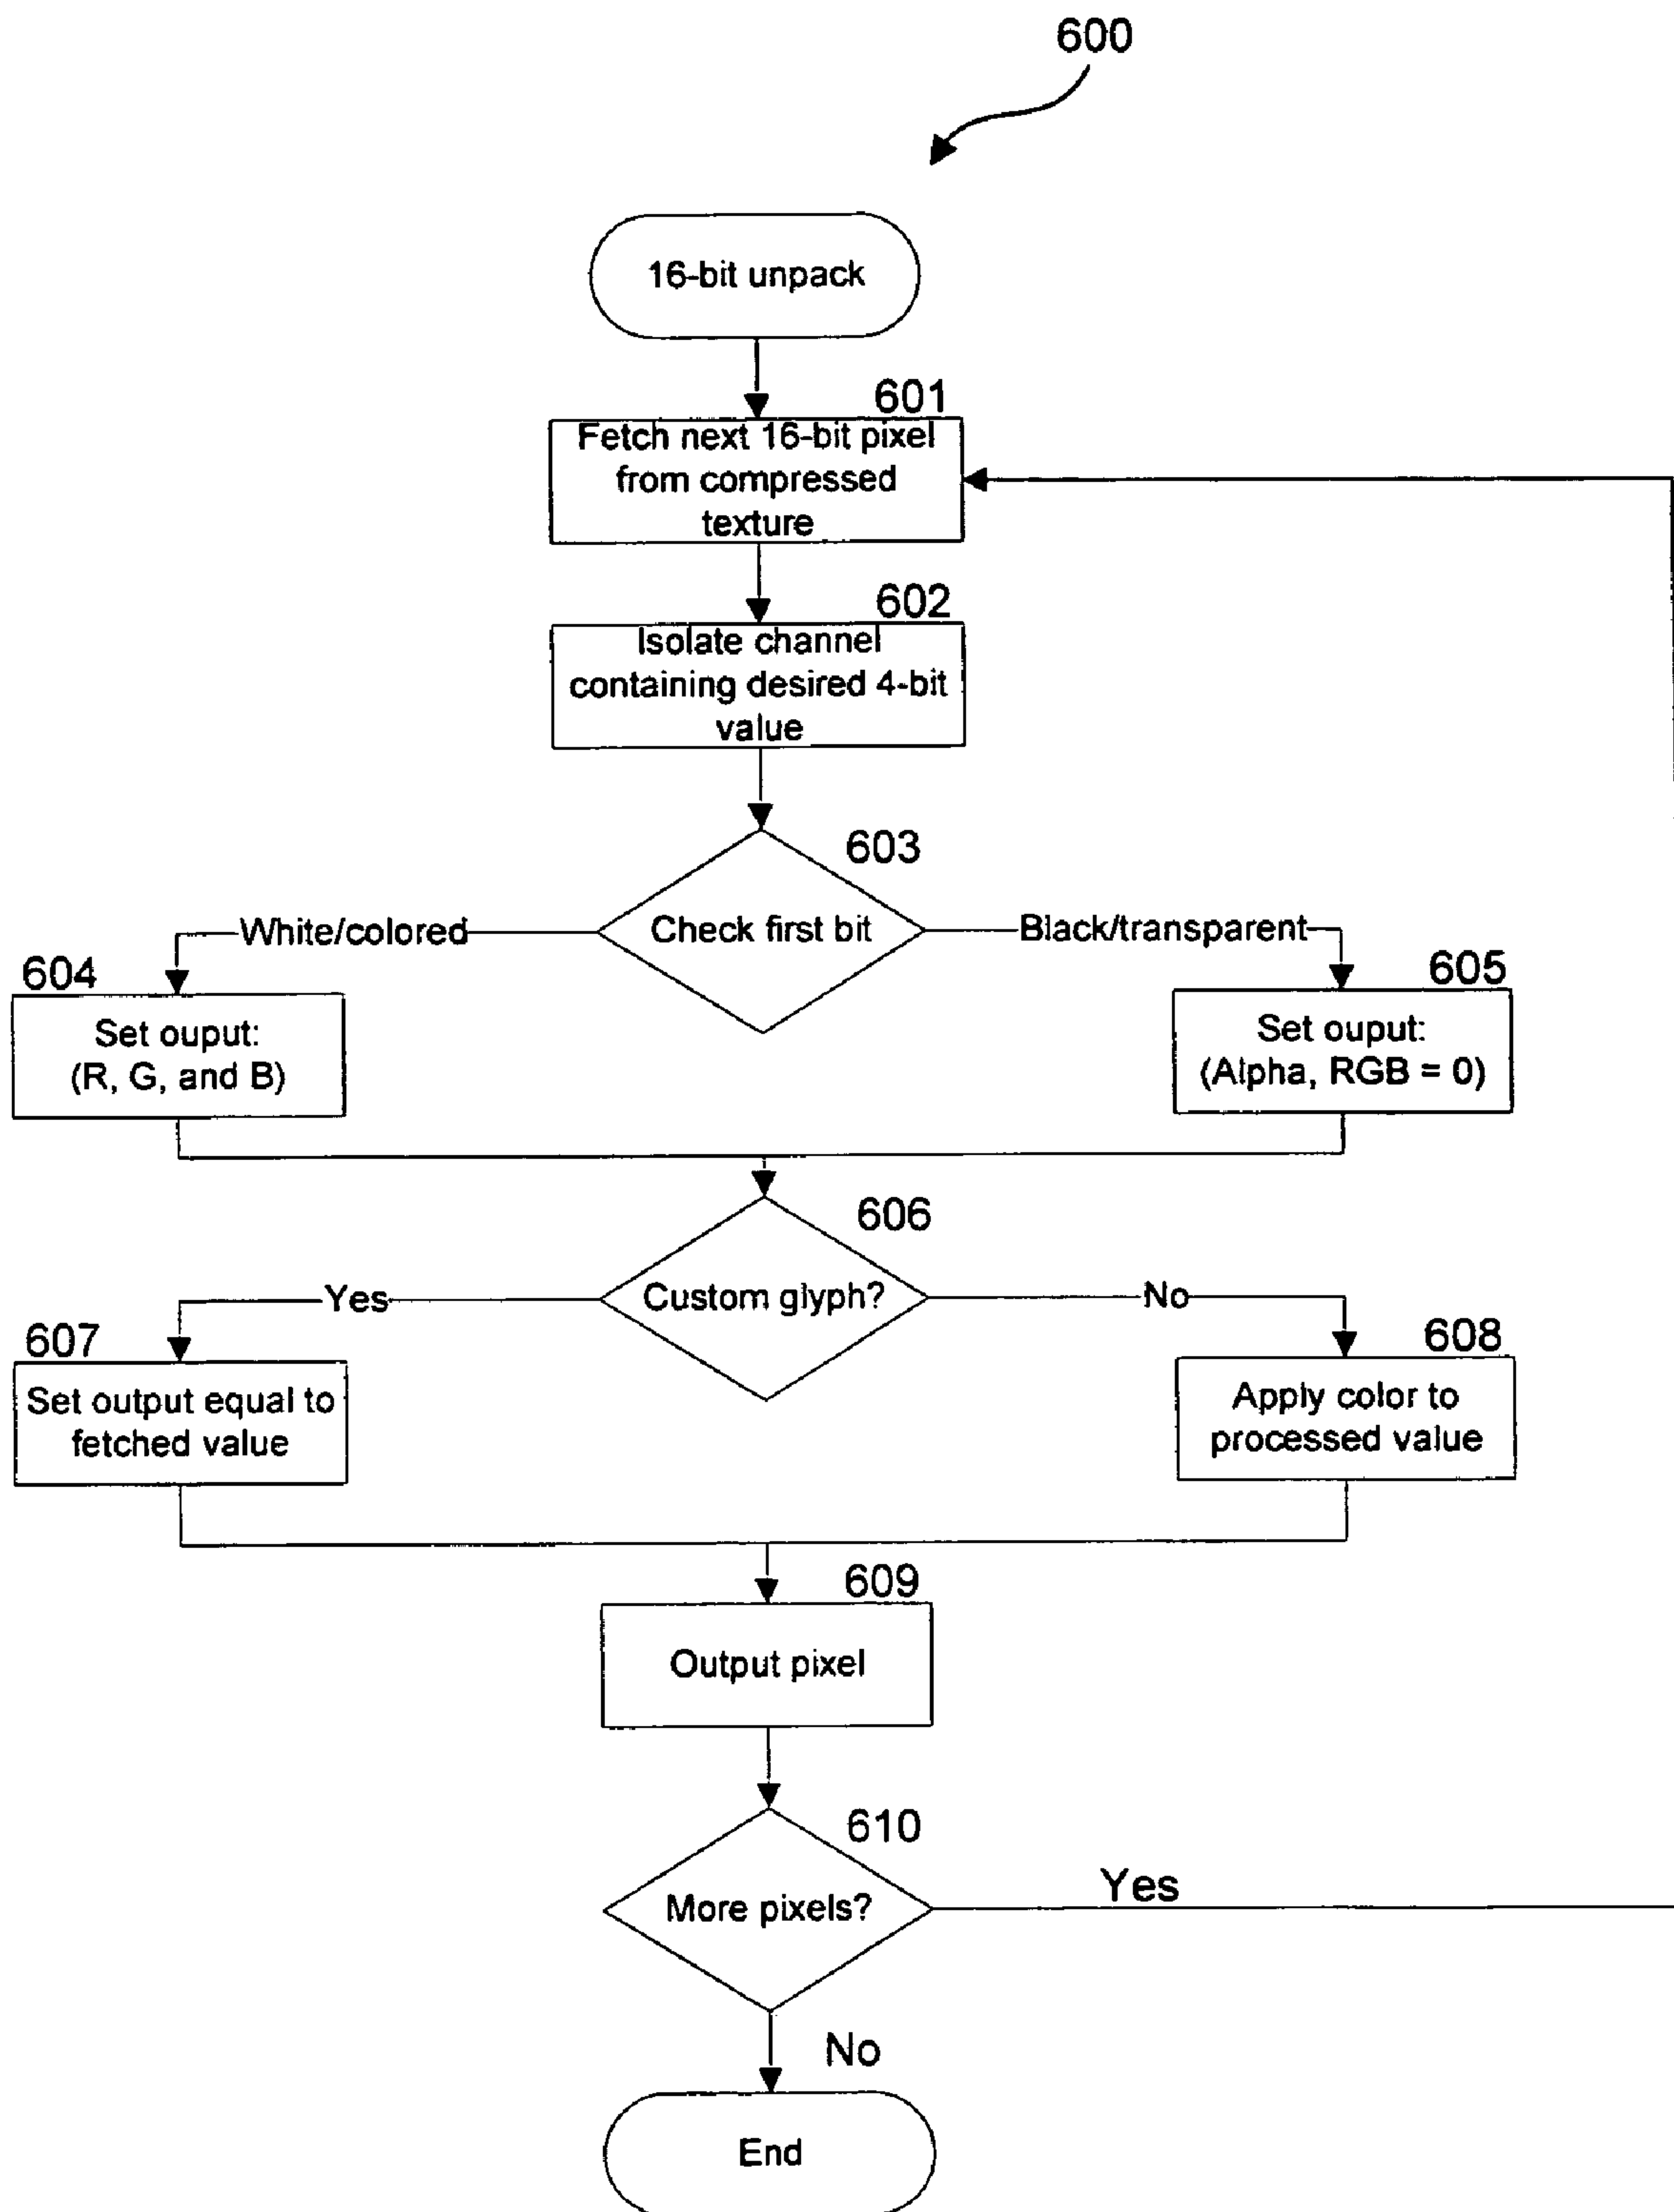 600
16-bit unpack
601
Fetch next 16-bit pixel
from compressed
texture
602
Isolate channel
containing desired 4-bit
value
603
Check first bit
White/colored
Black/transparent
604
Set ouput:
(R, G, and B)
605
Set ouput:
(Alpha, RGB = 0)
606
Custom glyph?
Yes
No
607
Set output equal to
fetched value
608
Apply color to
processed value
609
Output pixel
610
More pixels?
Yes
No
End